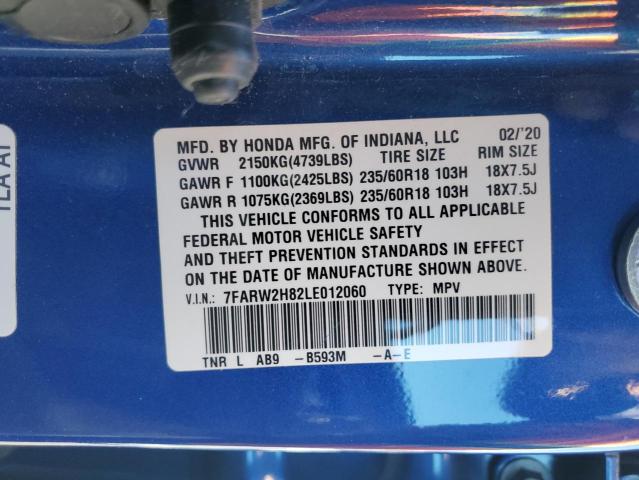 MFD. BY HONDA MFG. OF INDIANA, LLC 02/'20
GVWR 2150KG(4739LBS) TIRE SIZE RIM SIZE
GAWR F 1100KG(2425LBS) 235/60R18 103H 18X7.5J
GAWR R 1075KG(2369LBS) 235/60R18 103H 18X7.5J
THIS VEHICLE CONFORMS TO ALL APPLICABLE
FEDERAL MOTOR VEHICLE SAFETY
AND THEFT PREVENTION STANDARDS IN EFFECT
ON THE DATE OF MANUFACTURE SHOWN ABOVE.
V.I.N.: 7FARW2H82LE012060 TYPE: MPV
TNR L AB9 -B593M -A-E